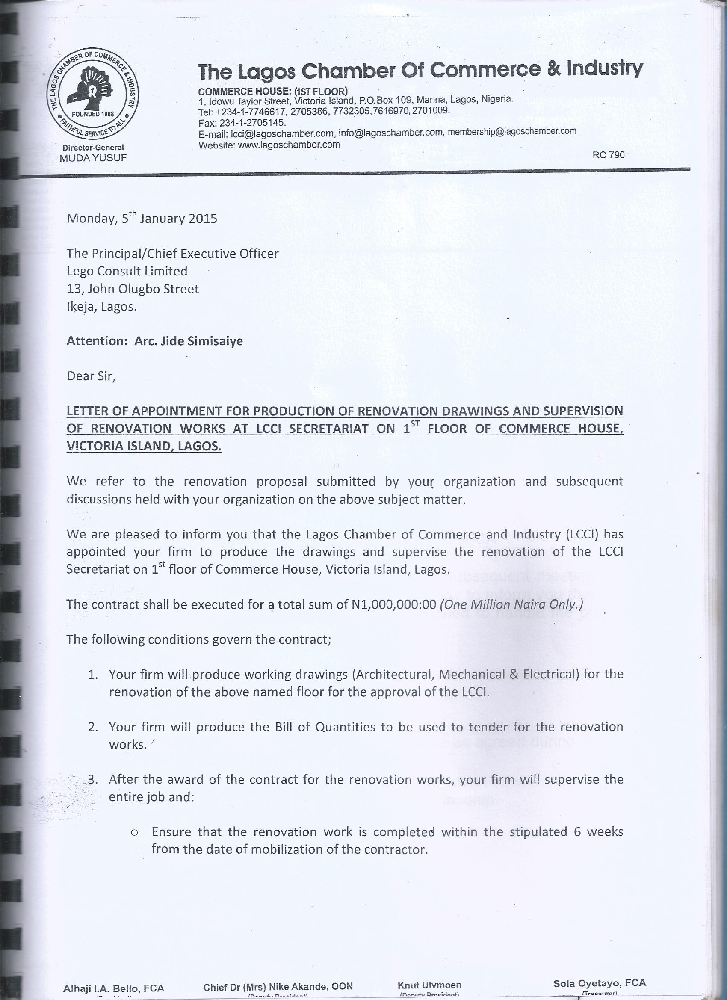 THE LAGOS CHAMBER OF COMMERCE & INDUSTRY
FOUNDED 1888
FAITHFUL SERVICE TO ALL
Director-General
MUDA YUSUF
The Lagos Chamber Of Commerce & Industry
COMMERCE HOUSE: (1ST FLOOR)
1, Idowu Taylor Street, Victoria Island, P.O.Box 109, Marina, Lagos, Nigeria.
Tel: +234-1-7746617, 2705386, 7732305,7616970,2701009.
Fax: 234-1-2705145.
E-mail: lcci@lagoschamber.com, info@lagoschamber.com, membership@lagoschamber.com
Website: www.lagoschamber.com
RC 790
Monday, 5th January 2015
The Principal/Chief Executive Officer
Lego Consult Limited
13, John Olugbo Street
Ikeja, Lagos.
Attention: Arc. Jide Simisaiye
Dear Sir,
LETTER OF APPOINTMENT FOR PRODUCTION OF RENOVATION DRAWINGS AND SUPERVISION
OF RENOVATION WORKS AT LCCI SECRETARIAT ON 1ST FLOOR OF COMMERCE HOUSE,
VICTORIA ISLAND, LAGOS.
We refer to the renovation proposal submitted by your organization and subsequent
discussions held with your organization on the above subject matter.
We are pleased to inform you that the Lagos Chamber of Commerce and Industry (LCCI) has
appointed your firm to produce the drawings and supervise the renovation of the LCCI
Secretariat on 1st floor of Commerce House, Victoria Island, Lagos.
The contract shall be executed for a total sum of N1,000,000:00 (One Million Naira Only.)
The following conditions govern the contract;
1. Your firm will produce working drawings (Architectural, Mechanical & Electrical) for the
renovation of the above named floor for the approval of the LCCI.
2. Your firm will produce the Bill of Quantities to be used to tender for the renovation
works.
3. After the award of the contract for the renovation works, your firm will supervise the
entire job and:
o Ensure that the renovation work is completed within the stipulated 6 weeks
from the date of mobilization of the contractor.
Alhaji I.A. Bello, FCA
Chief Dr (Mrs) Nike Akande, OON
(Deputy President)
Knut Ulvmoen
(Deputy President)
Sola Oyetayo, FCA
(Treasurer)